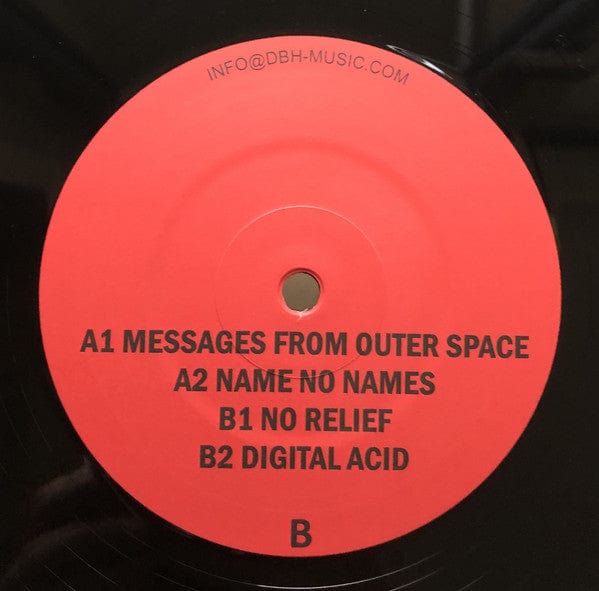 INFO@DBH-MUSIC.COM
A1 MESSAGES FROM OUTER SPACE
A2 NAME NO NAMES
B1 NO RELIEF
B2 DIGITAL ACID
B